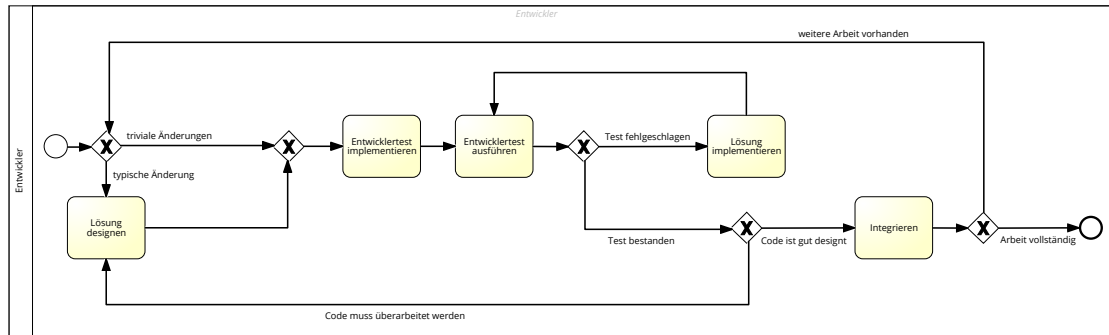 Entwickler
weitere Arbeit vorhanden
Entwickler
triviale Änderungen
typische Änderung
Entwicklertest
implementieren
Entwicklertest
ausführen
Test fehlgeschlagen
Lösung
implementieren
Lösung
designen
Test bestanden
Code ist gut designt
Integrieren
Arbeit vollständig
Code muss überarbeitet werden